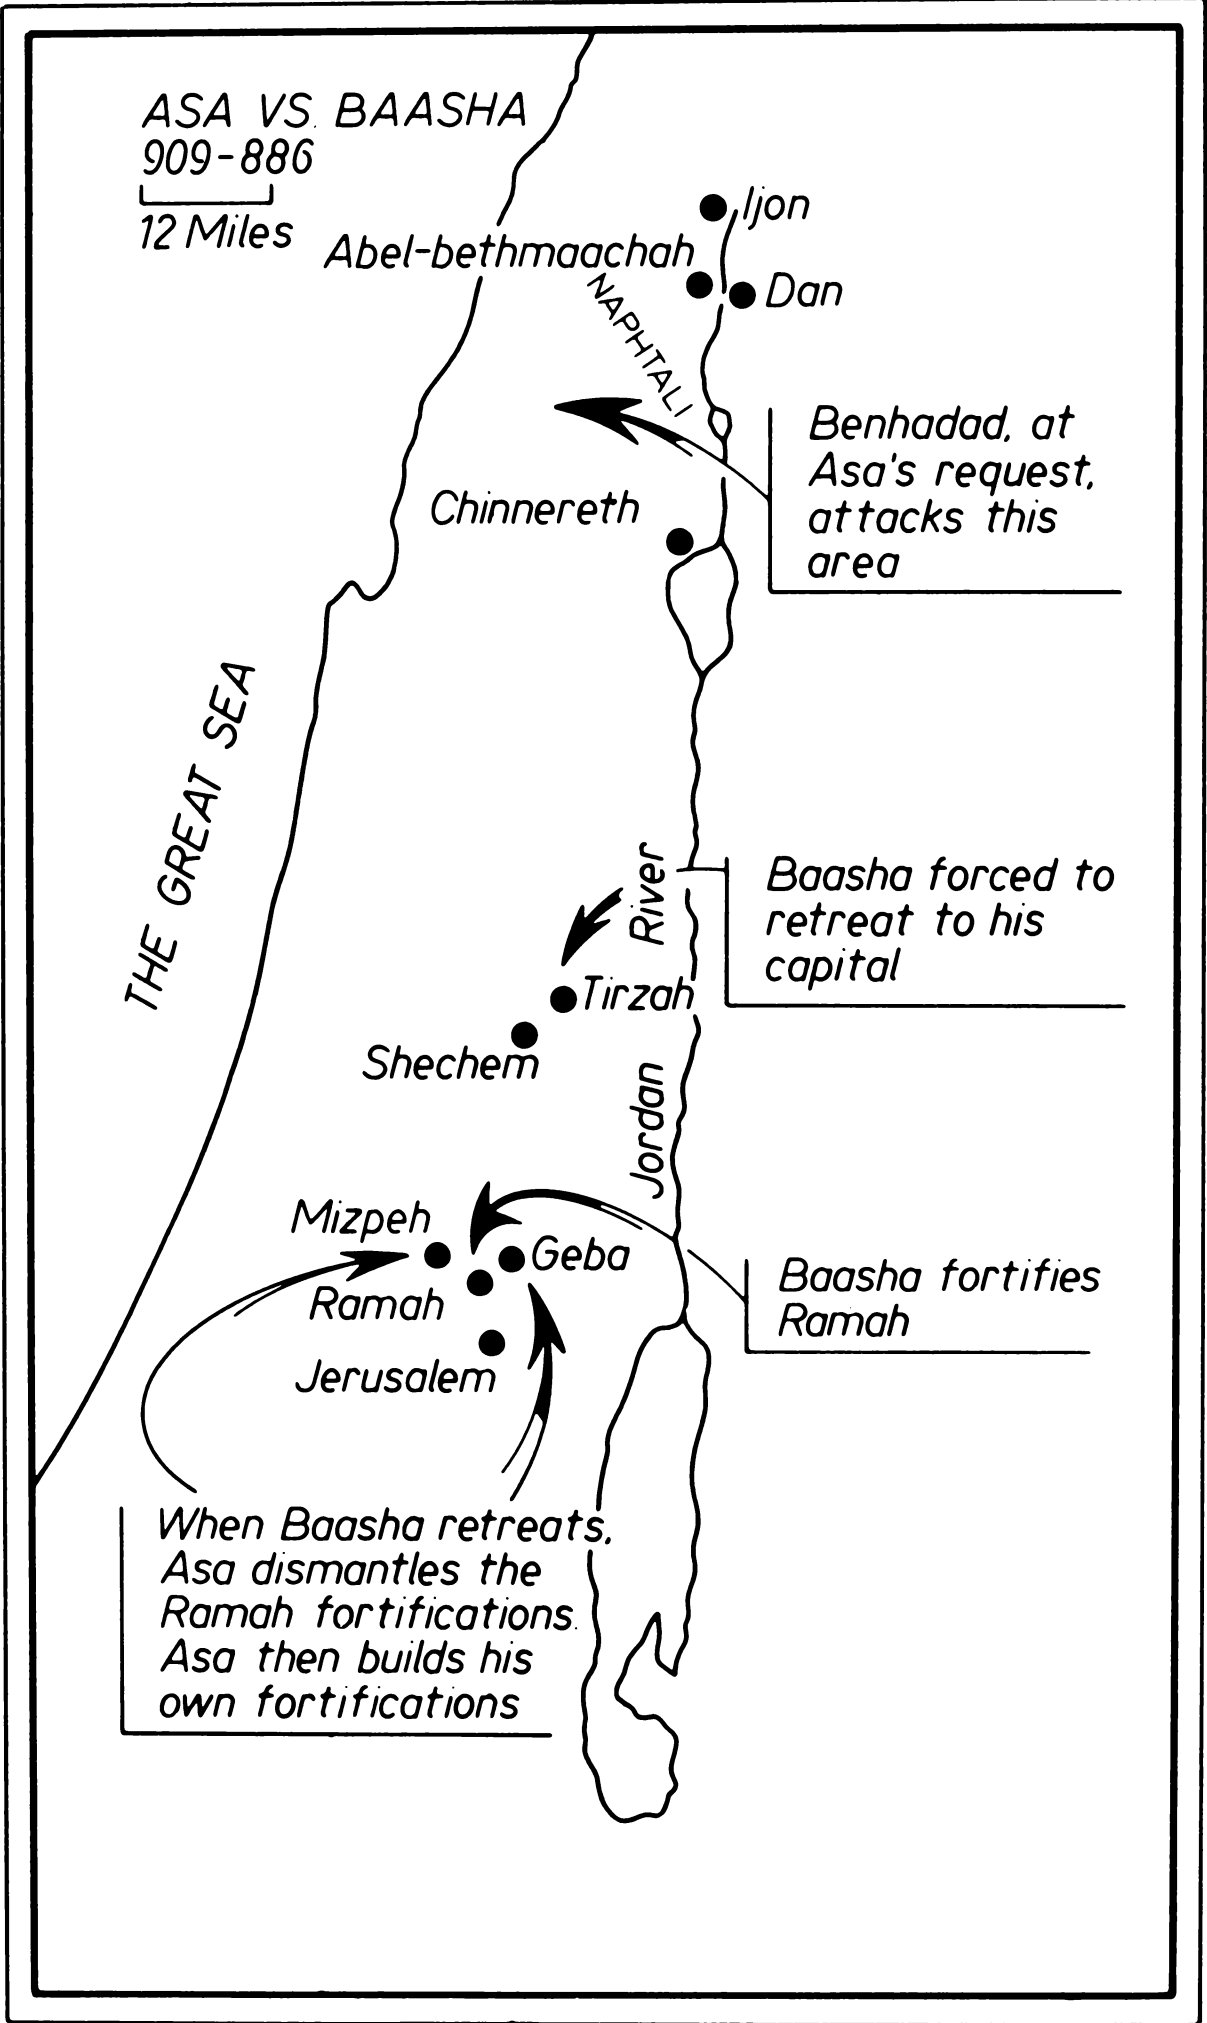 ASA VS. BAASHA
909-886
12 Miles
Ijon
Abel-bethmaachah
Dan
NAPHTALI
Benhadad, at
Asa's request,
attacks this
area
Chinnereth
THE GREAT SEA
River
Baasha forced to
retreat to his
capital
Tirzah
Shechem
Jordan
Mizpeh
Geba
Ramah
Baasha fortifies
Ramah
Jerusalem
When Baasha retreats,
Asa dismantles the
Ramah fortifications.
Asa then builds his
own fortifications